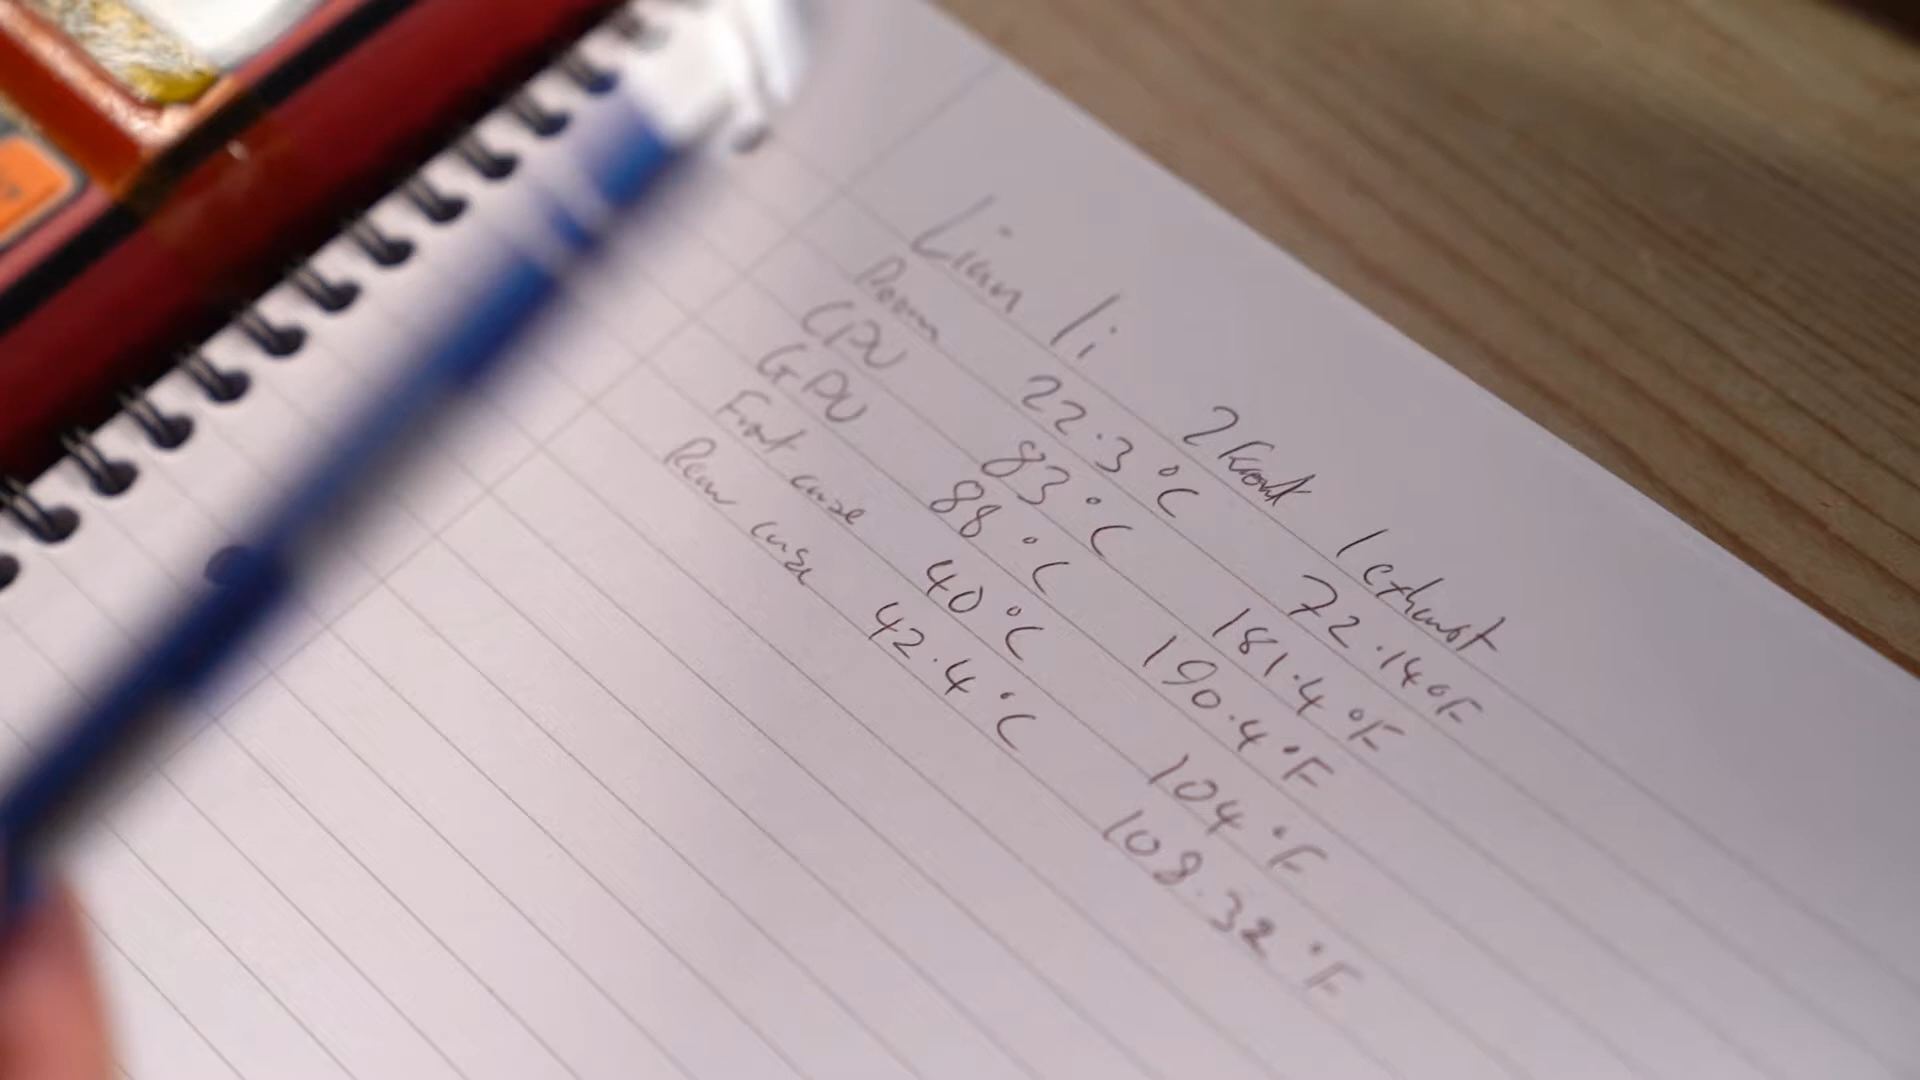 Lian li 2 front 1 exhaust
Room 22.3°C 72.14°F
CPU 83°C 181.4°F
GPU 88°C 190.4°F
Front case 40°C 104°F
Rear case 42.4°C 108.32°F